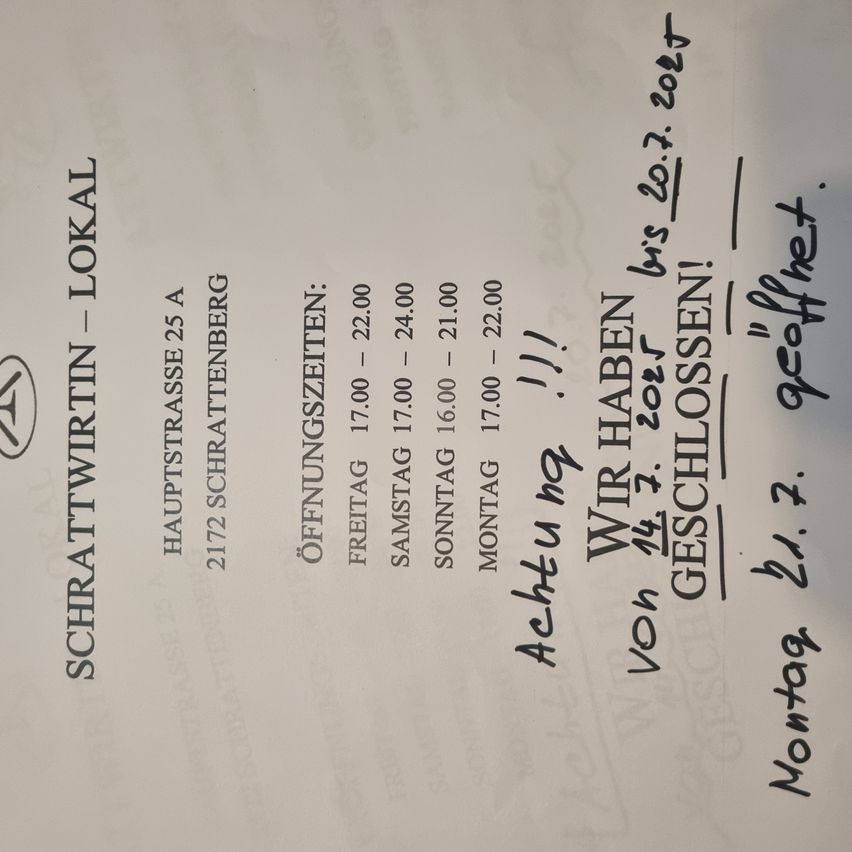 SCHRATTWIRTIN – LOKAL
HAUPTSTRASSE 25 A
2172 SCHRATTENBERG
ÖFFNUNGSZEITEN:
FREITAG 17.00 – 22.00
SAMSTAG 17.00 – 24.00
SONNTAG 16.00 – 21.00
MONTAG 17.00 – 22.00
Achtung !!!
WIR HABEN
von 14.7. 2025 bis 20.7. 2025
GESCHLOSSEN!
Montag 21.7. geöffnet.